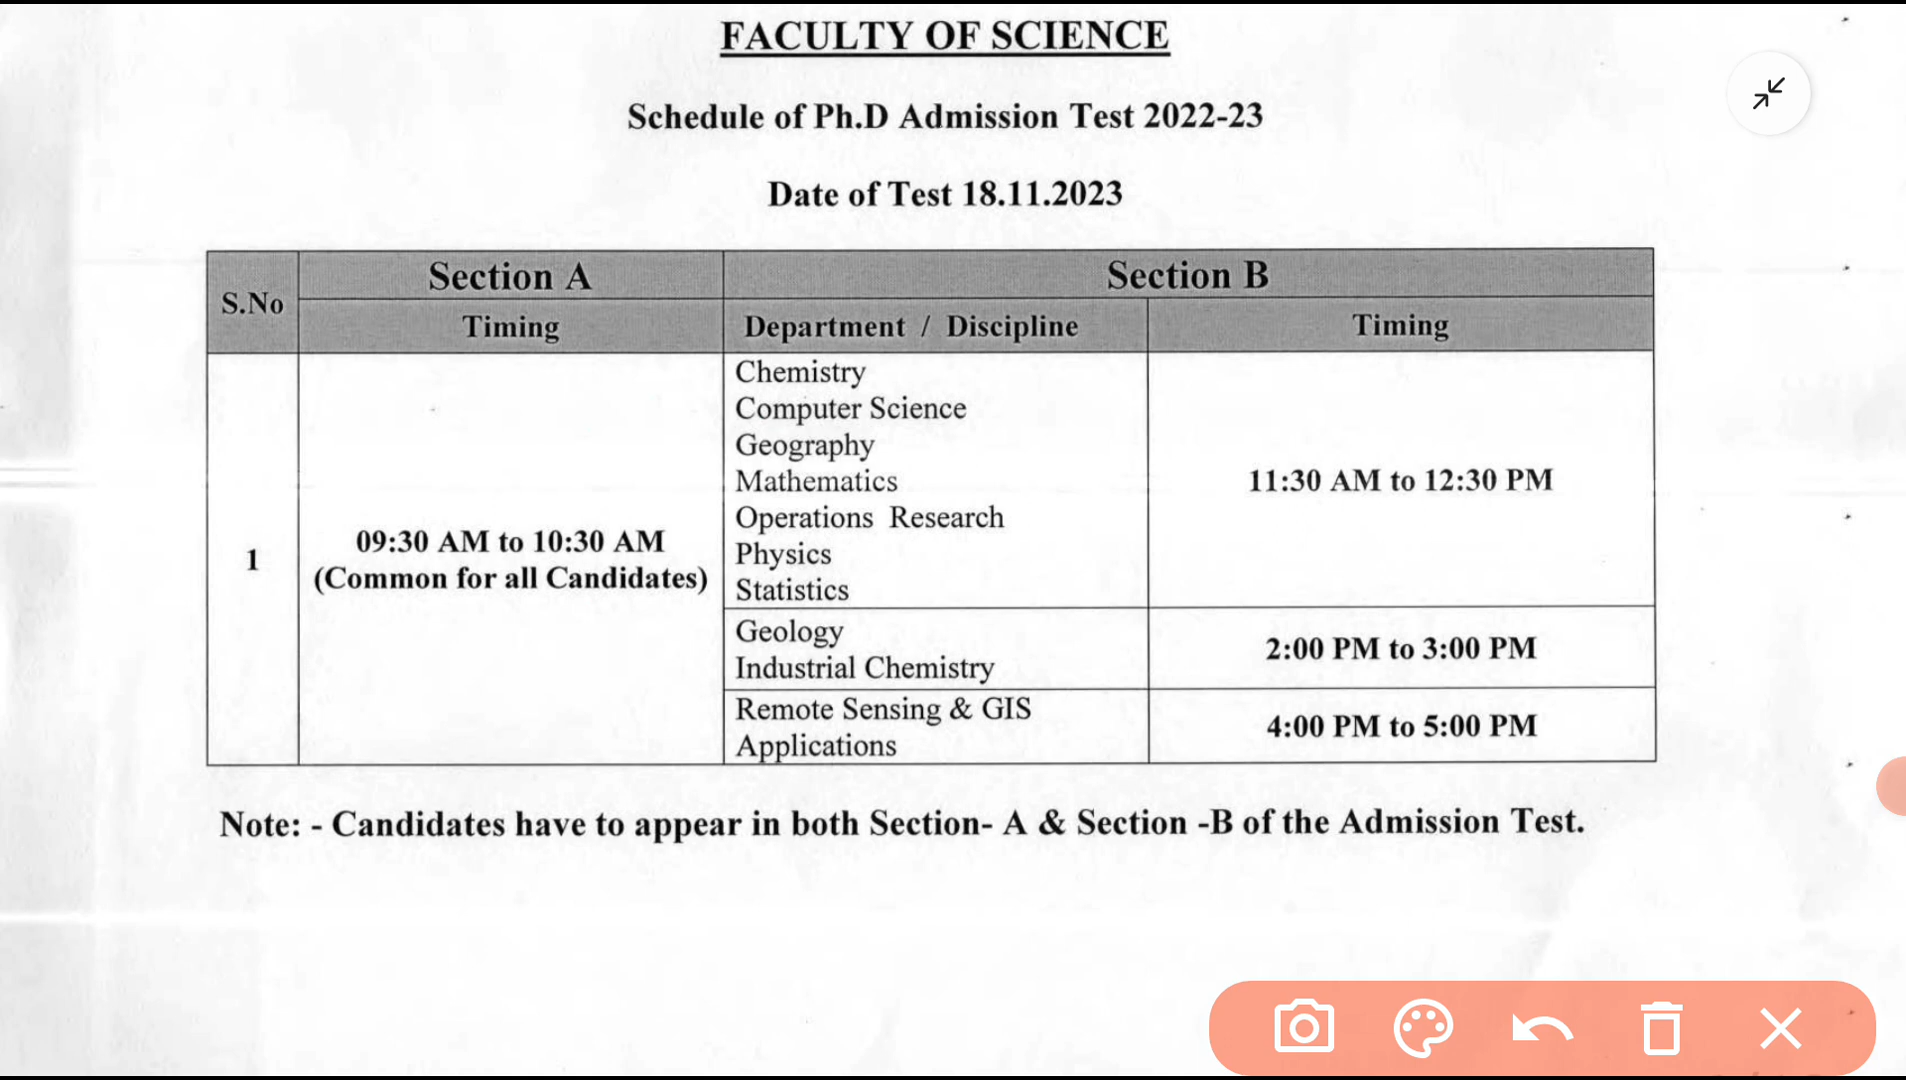 FACULTY OF SCIENCE
Schedule of Ph.D Admission Test 2022-23
Date of Test 18.11.2023
S.No
Section A
Section B
Timing
Department / Discipline
Timing
1
09:30 AM to 10:30 AM
(Common for all Candidates)
Chemistry
Computer Science
Geography
Mathematics
Operations Research
Physics
Statistics
11:30 AM to 12:30 PM
Geology
Industrial Chemistry
2:00 PM to 3:00 PM
Remote Sensing & GIS
Applications
4:00 PM to 5:00 PM
Note: - Candidates have to appear in both Section- A & Section -B of the Admission Test.